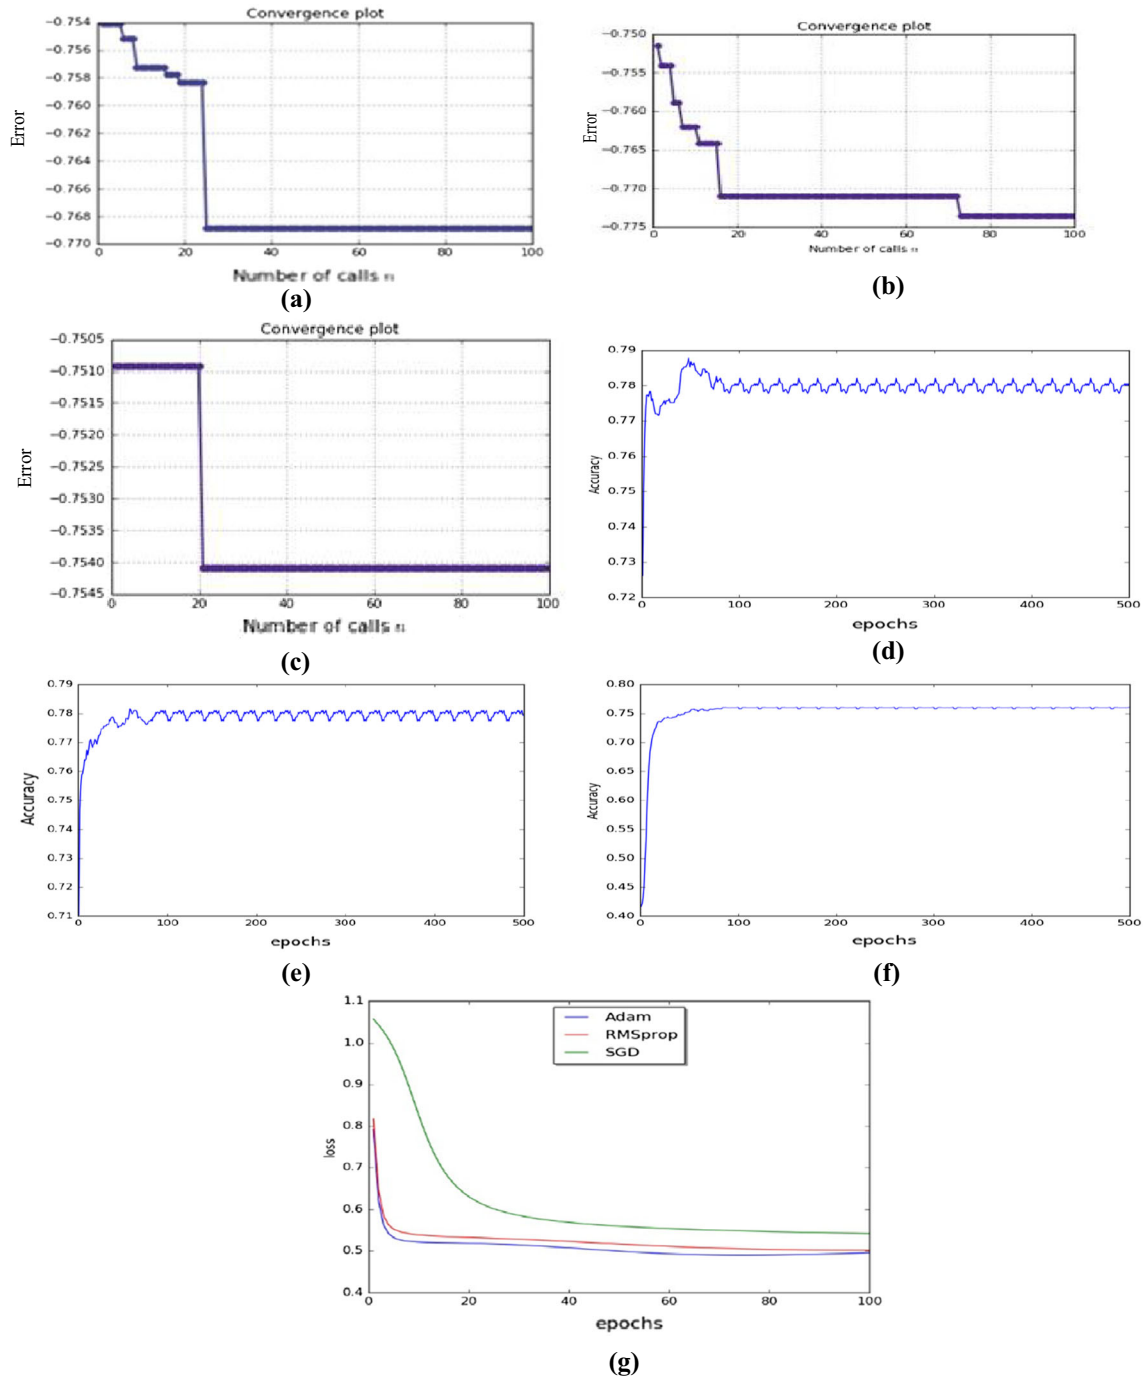 Convergence plot
−0.754
−0.756
−0.758
−0.760
−0.762
−0.764
−0.766
−0.768
−0.770
Error
0 20 40 60 80 100
Number of calls n
(a)
Convergence plot
−0.750
−0.755
−0.760
−0.765
−0.770
−0.775
Error
0 20 40 60 80 100
Number of calls n
(b)
Convergence plot
−0.7505
−0.7510
−0.7515
−0.7520
−0.7525
−0.7530
−0.7535
−0.7540
−0.7545
Error
0 20 40 60 80 100
Number of calls n
(c)
0.79
0.78
0.77
0.76
0.75
0.74
0.73
0.72
Accuracy
0 100 200 300 400 500
epochs
(d)
0.79
0.78
0.77
0.76
0.75
0.74
0.73
0.72
0.71
Accuracy
100 200 300 400 500
epochs
(e)
0.80
0.75
0.70
0.65
0.60
0.55
0.50
0.45
0.40
Accuracy
0 100 200 300 400 500
epochs
(f)
1.1
1.0
0.9
0.8
0.7
0.6
0.5
0.4
loss
Adam
RMSprop
SGD
0 20 40 60 80 100
epochs
(g)